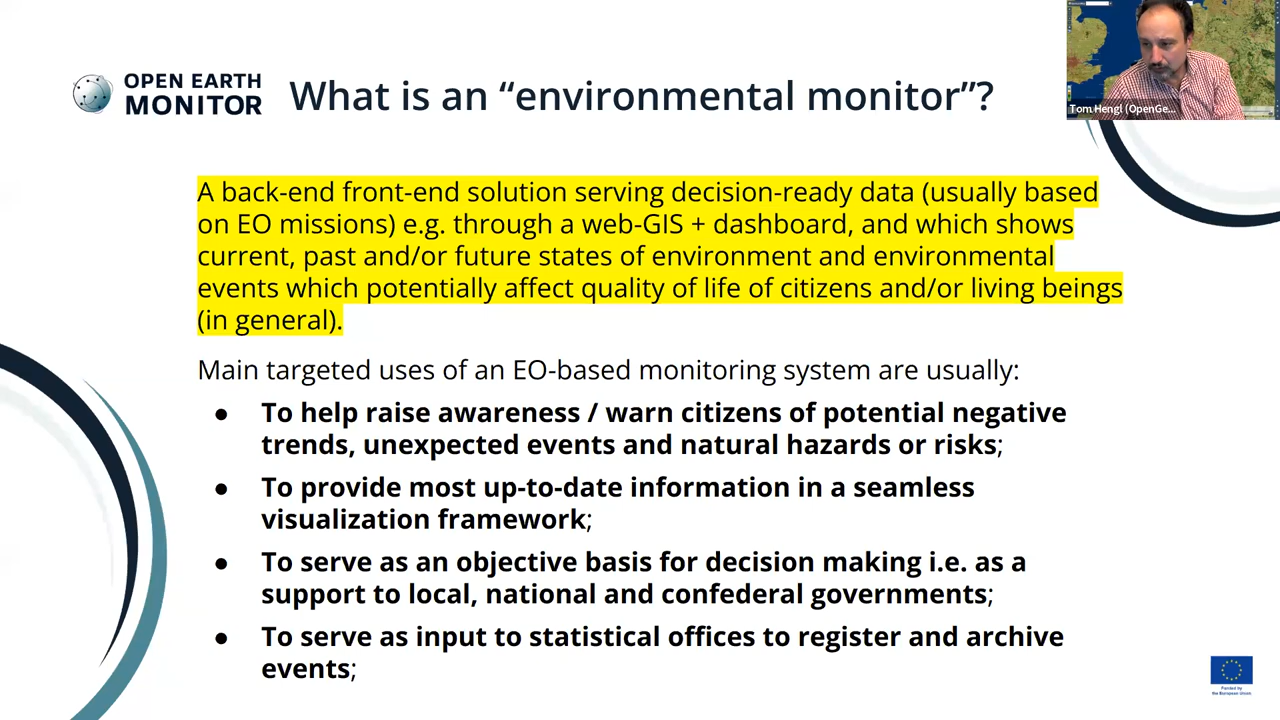 OPEN EARTH
MONITOR
What is an “environmental monitor”?
Tom Hengl (OpenGe...
A back-end front-end solution serving decision-ready data (usually based
on EO missions) e.g. through a web-GIS + dashboard, and which shows
current, past and/or future states of environment and environmental
events which potentially affect quality of life of citizens and/or living beings
(in general).
Main targeted uses of an EO-based monitoring system are usually:
● To help raise awareness / warn citizens of potential negative
trends, unexpected events and natural hazards or risks;
● To provide most up-to-date information in a seamless
visualization framework;
● To serve as an objective basis for decision making i.e. as a
support to local, national and confederal governments;
● To serve as input to statistical offices to register and archive
events;
Funded by
the European Union